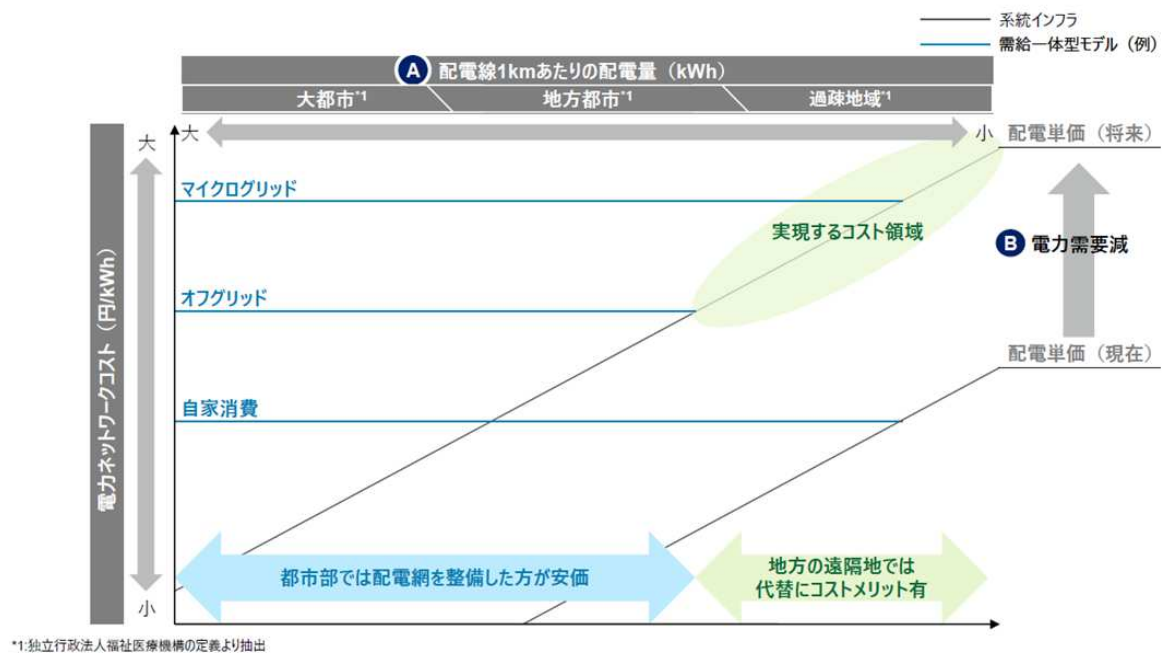 系統インフラ
需給一体型モデル（例）
A 配電線1kmあたりの配電量（kWh）
大都市*1 地方都市*1 過疎地域*1
大 大 小 配電単価（将来）
マイクログリッド
実現するコスト領域
B 電力需要減
オフグリッド
電力ネットワークコスト（円/kWh）
配電単価（現在）
自家消費
都市部では配電網を整備した方が安価
地方の遠隔地では
代替にコストメリット有
小
*1:独立行政法人福祉医療機構の定義より抽出